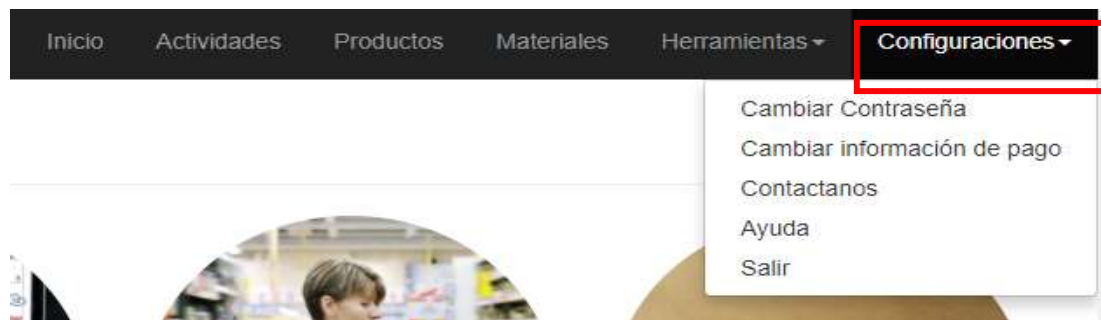 Inicio Actividades Productos Materiales Herramientas Configuraciones
Cambiar Contraseña
Cambiar información de pago
Contactanos
Ayuda
Salir